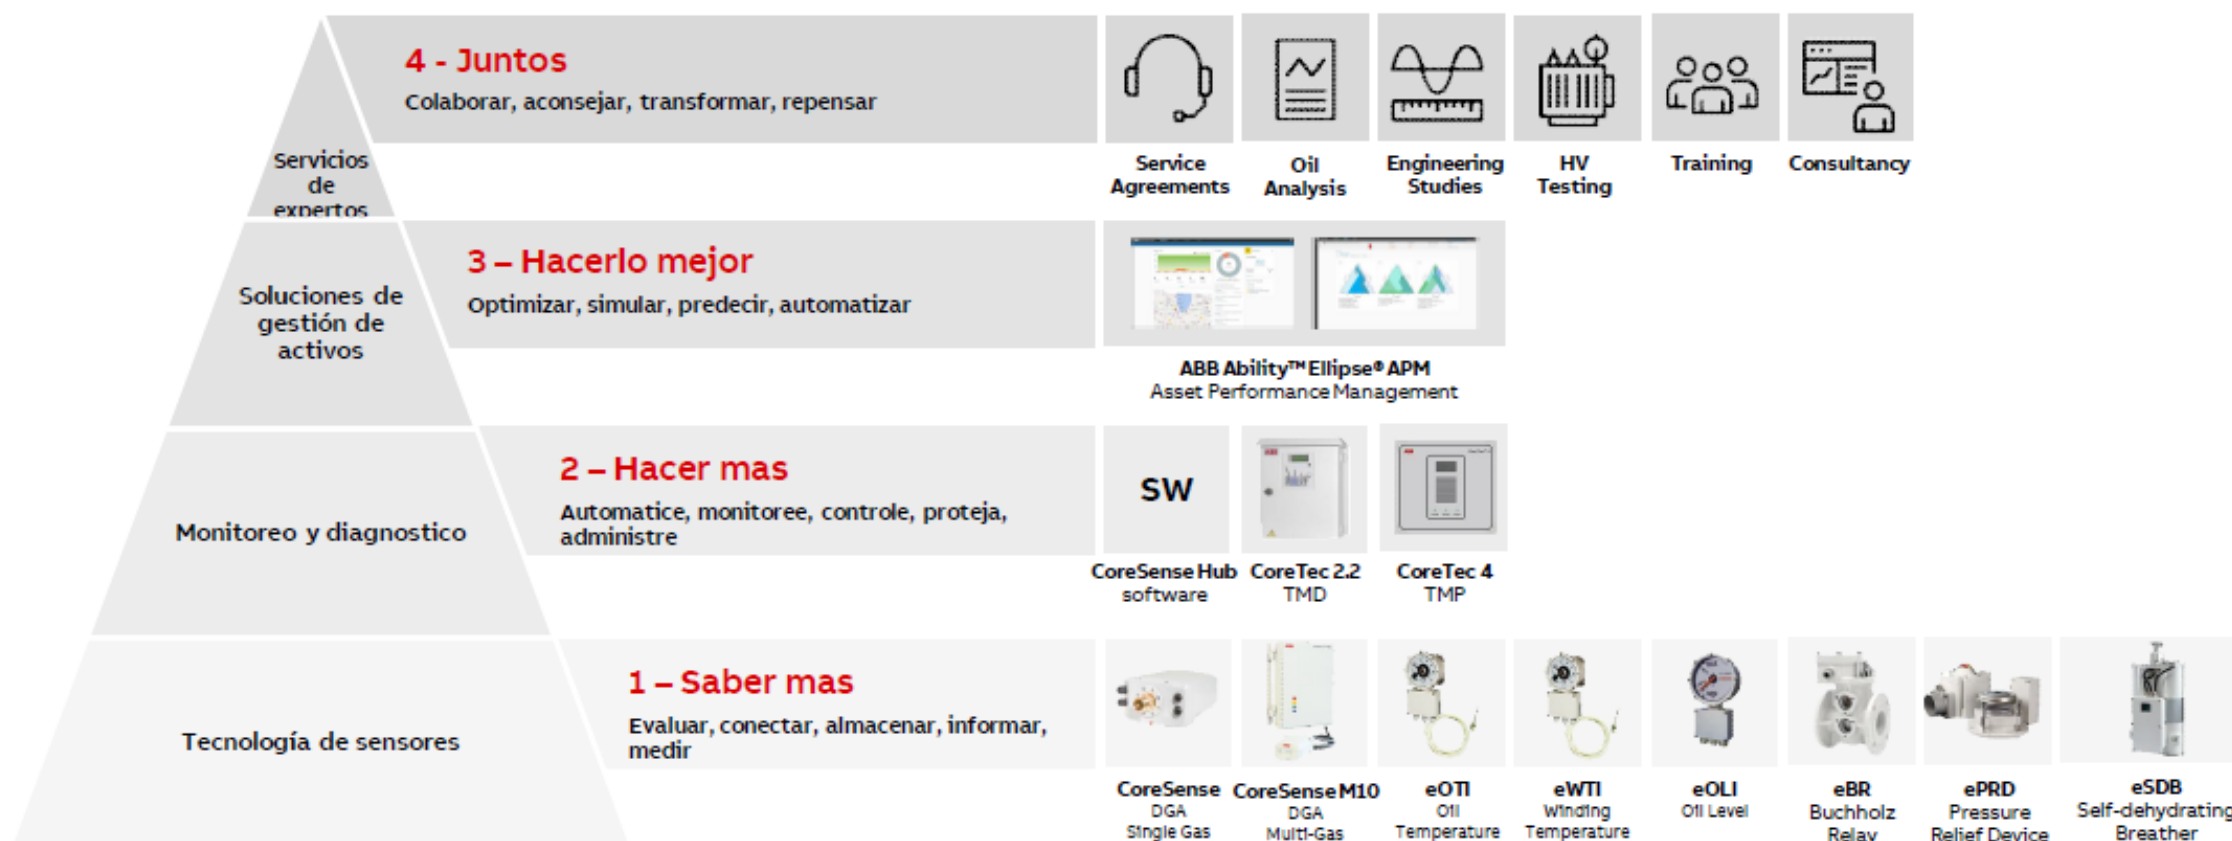 4 - Juntos
Colaborar, aconsejar, transformar, repensar
Servicios
de
expertos
Service
Agreements
Oil
Analysis
Engineering
Studies
HV
Testing
Training
Consultancy
3 – Hacerlo mejor
Optimizar, simular, predecir, automatizar
Soluciones de
gestión de
activos
ABB Ability™ Ellipse® APM
Asset Performance Management
2 – Hacer mas
Automatice, monitoree, controle, proteja,
administre
Monitoreo y diagnostico
SW
CoreSense Hub
software
CoreTec 2.2
TMD
CoreTec 4
TMP
1 – Saber mas
Evaluar, conectar, almacenar, informar,
medir
Tecnología de sensores
CoreSense
DGA
Single Gas
CoreSense M10
DGA
Multi-Gas
eOTI
Oil
Temperature
eWTI
Winding
Temperature
eOLI
Oil Level
eBR
Buchholz
Relay
ePRD
Pressure
Relief Device
eSDB
Self-dehydrating
Breather